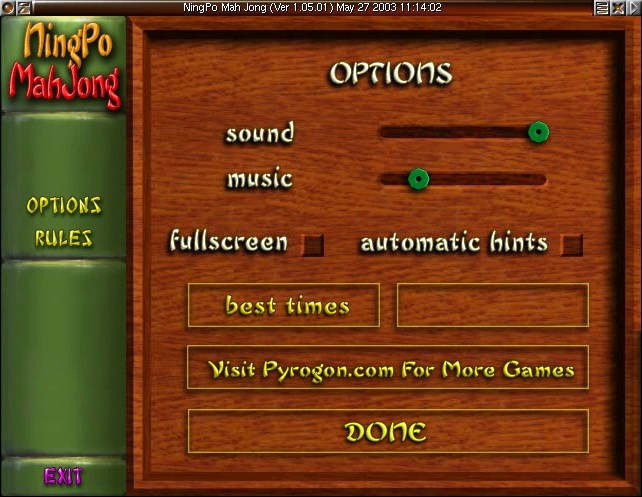 NingPo Mah Jong (Ver 1.05.01) May 27 2003 11:14:02
NingPo
MahJong
OPTIONS
RULES
EXIT
OPTIONS
sound
music
fullscreen
automatic hints
best times
Visit Pyrogon.com For More Games
DONE